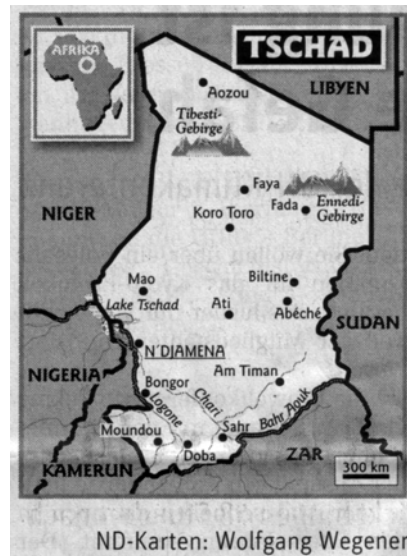 AFRIKA
TSCHAD
LIBYEN
Aozou
Tibesti-
Gebirge
Faya
Fada
Ennedi-
Gebirge
Koro Toro
NIGER
Mao
Lake Tschad
Ati
Biltine
Abéché
SUDAN
N'DJAMENA
NIGERIA
Am Timan
Bongor
Logone
Chari
Bahr Aouk
Moundou
Sahr
Doba
KAMERUN
ZAR
300 km
ND-Karten: Wolfgang Wegener